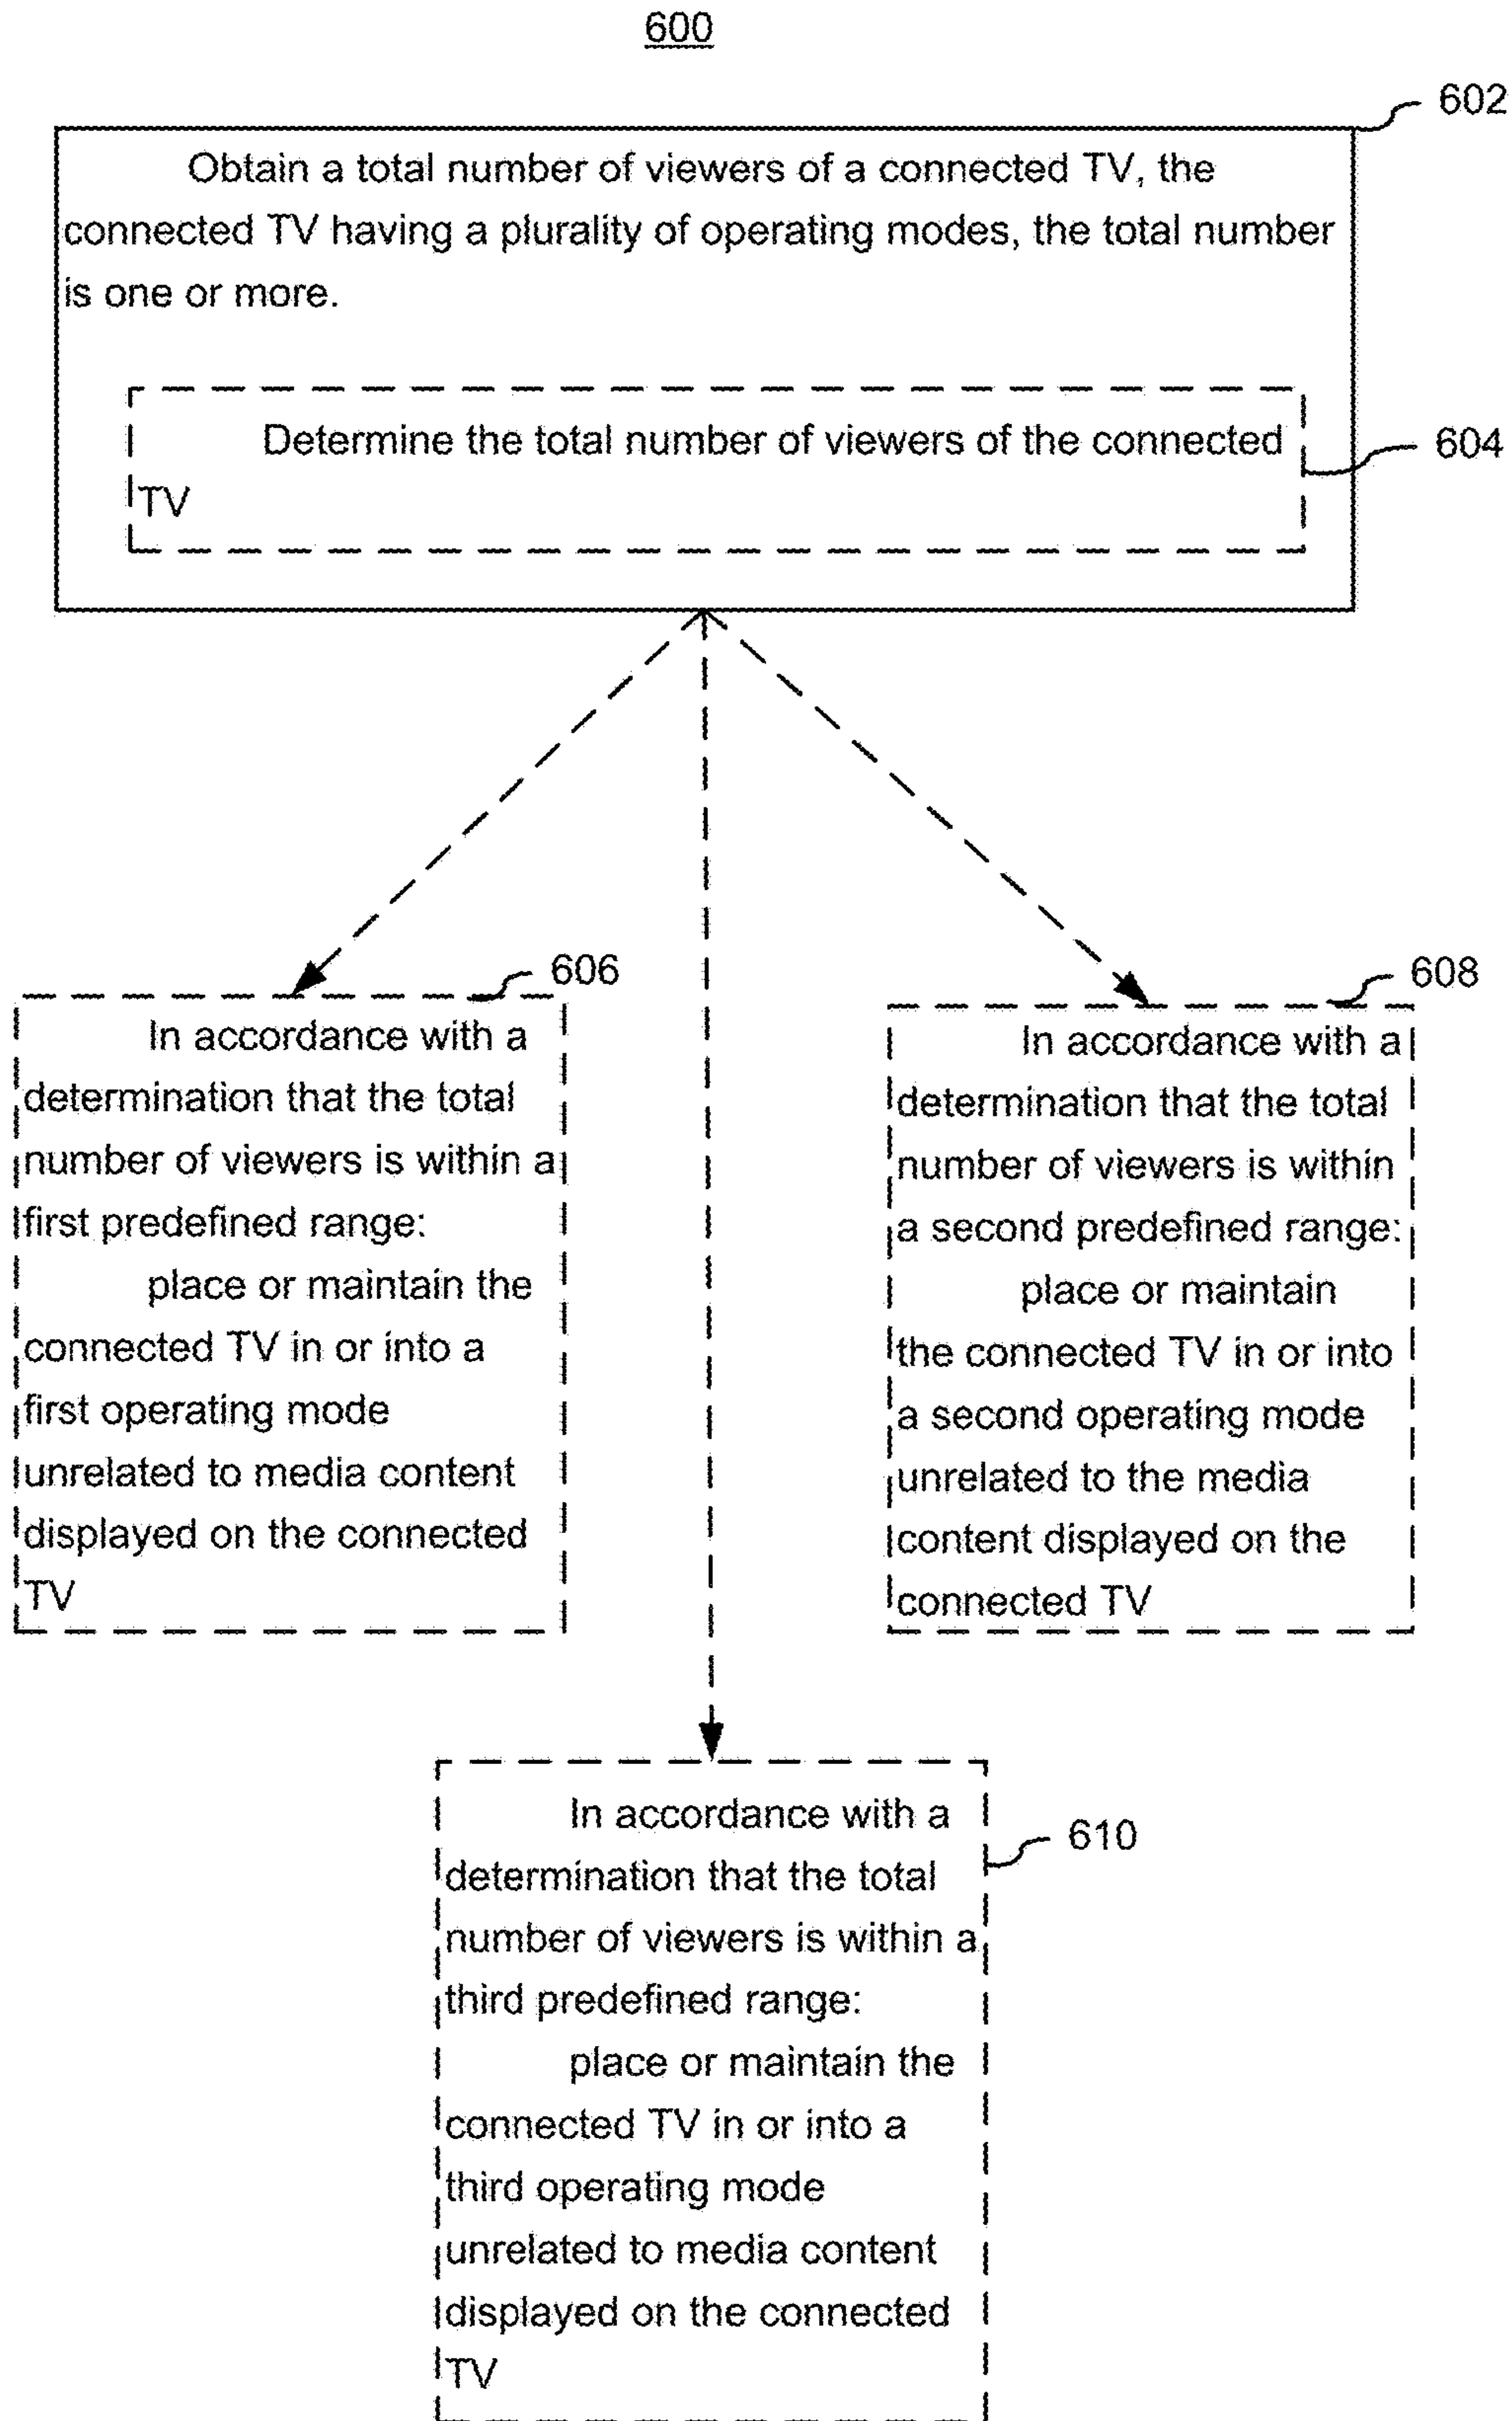 600
602
Obtain a total number of viewers of a connected TV, the
connected TV having a plurality of operating modes, the total number
is one or more.
Determine the total number of viewers of the connected
TV
604
606
In accordance with a
determination that the total
number of viewers is within a
first predefined range:
place or maintain the
connected TV in or into a
first operating mode
unrelated to media content
displayed on the connected
TV
608
In accordance with a
determination that the total
number of viewers is within
a second predefined range:
place or maintain
the connected TV in or into
a second operating mode
unrelated to the media
content displayed on the
connected TV
In accordance with a
determination that the total
number of viewers is within a
third predefined range:
place or maintain the
connected TV in or into a
third operating mode
unrelated to media content
displayed on the connected
TV
610